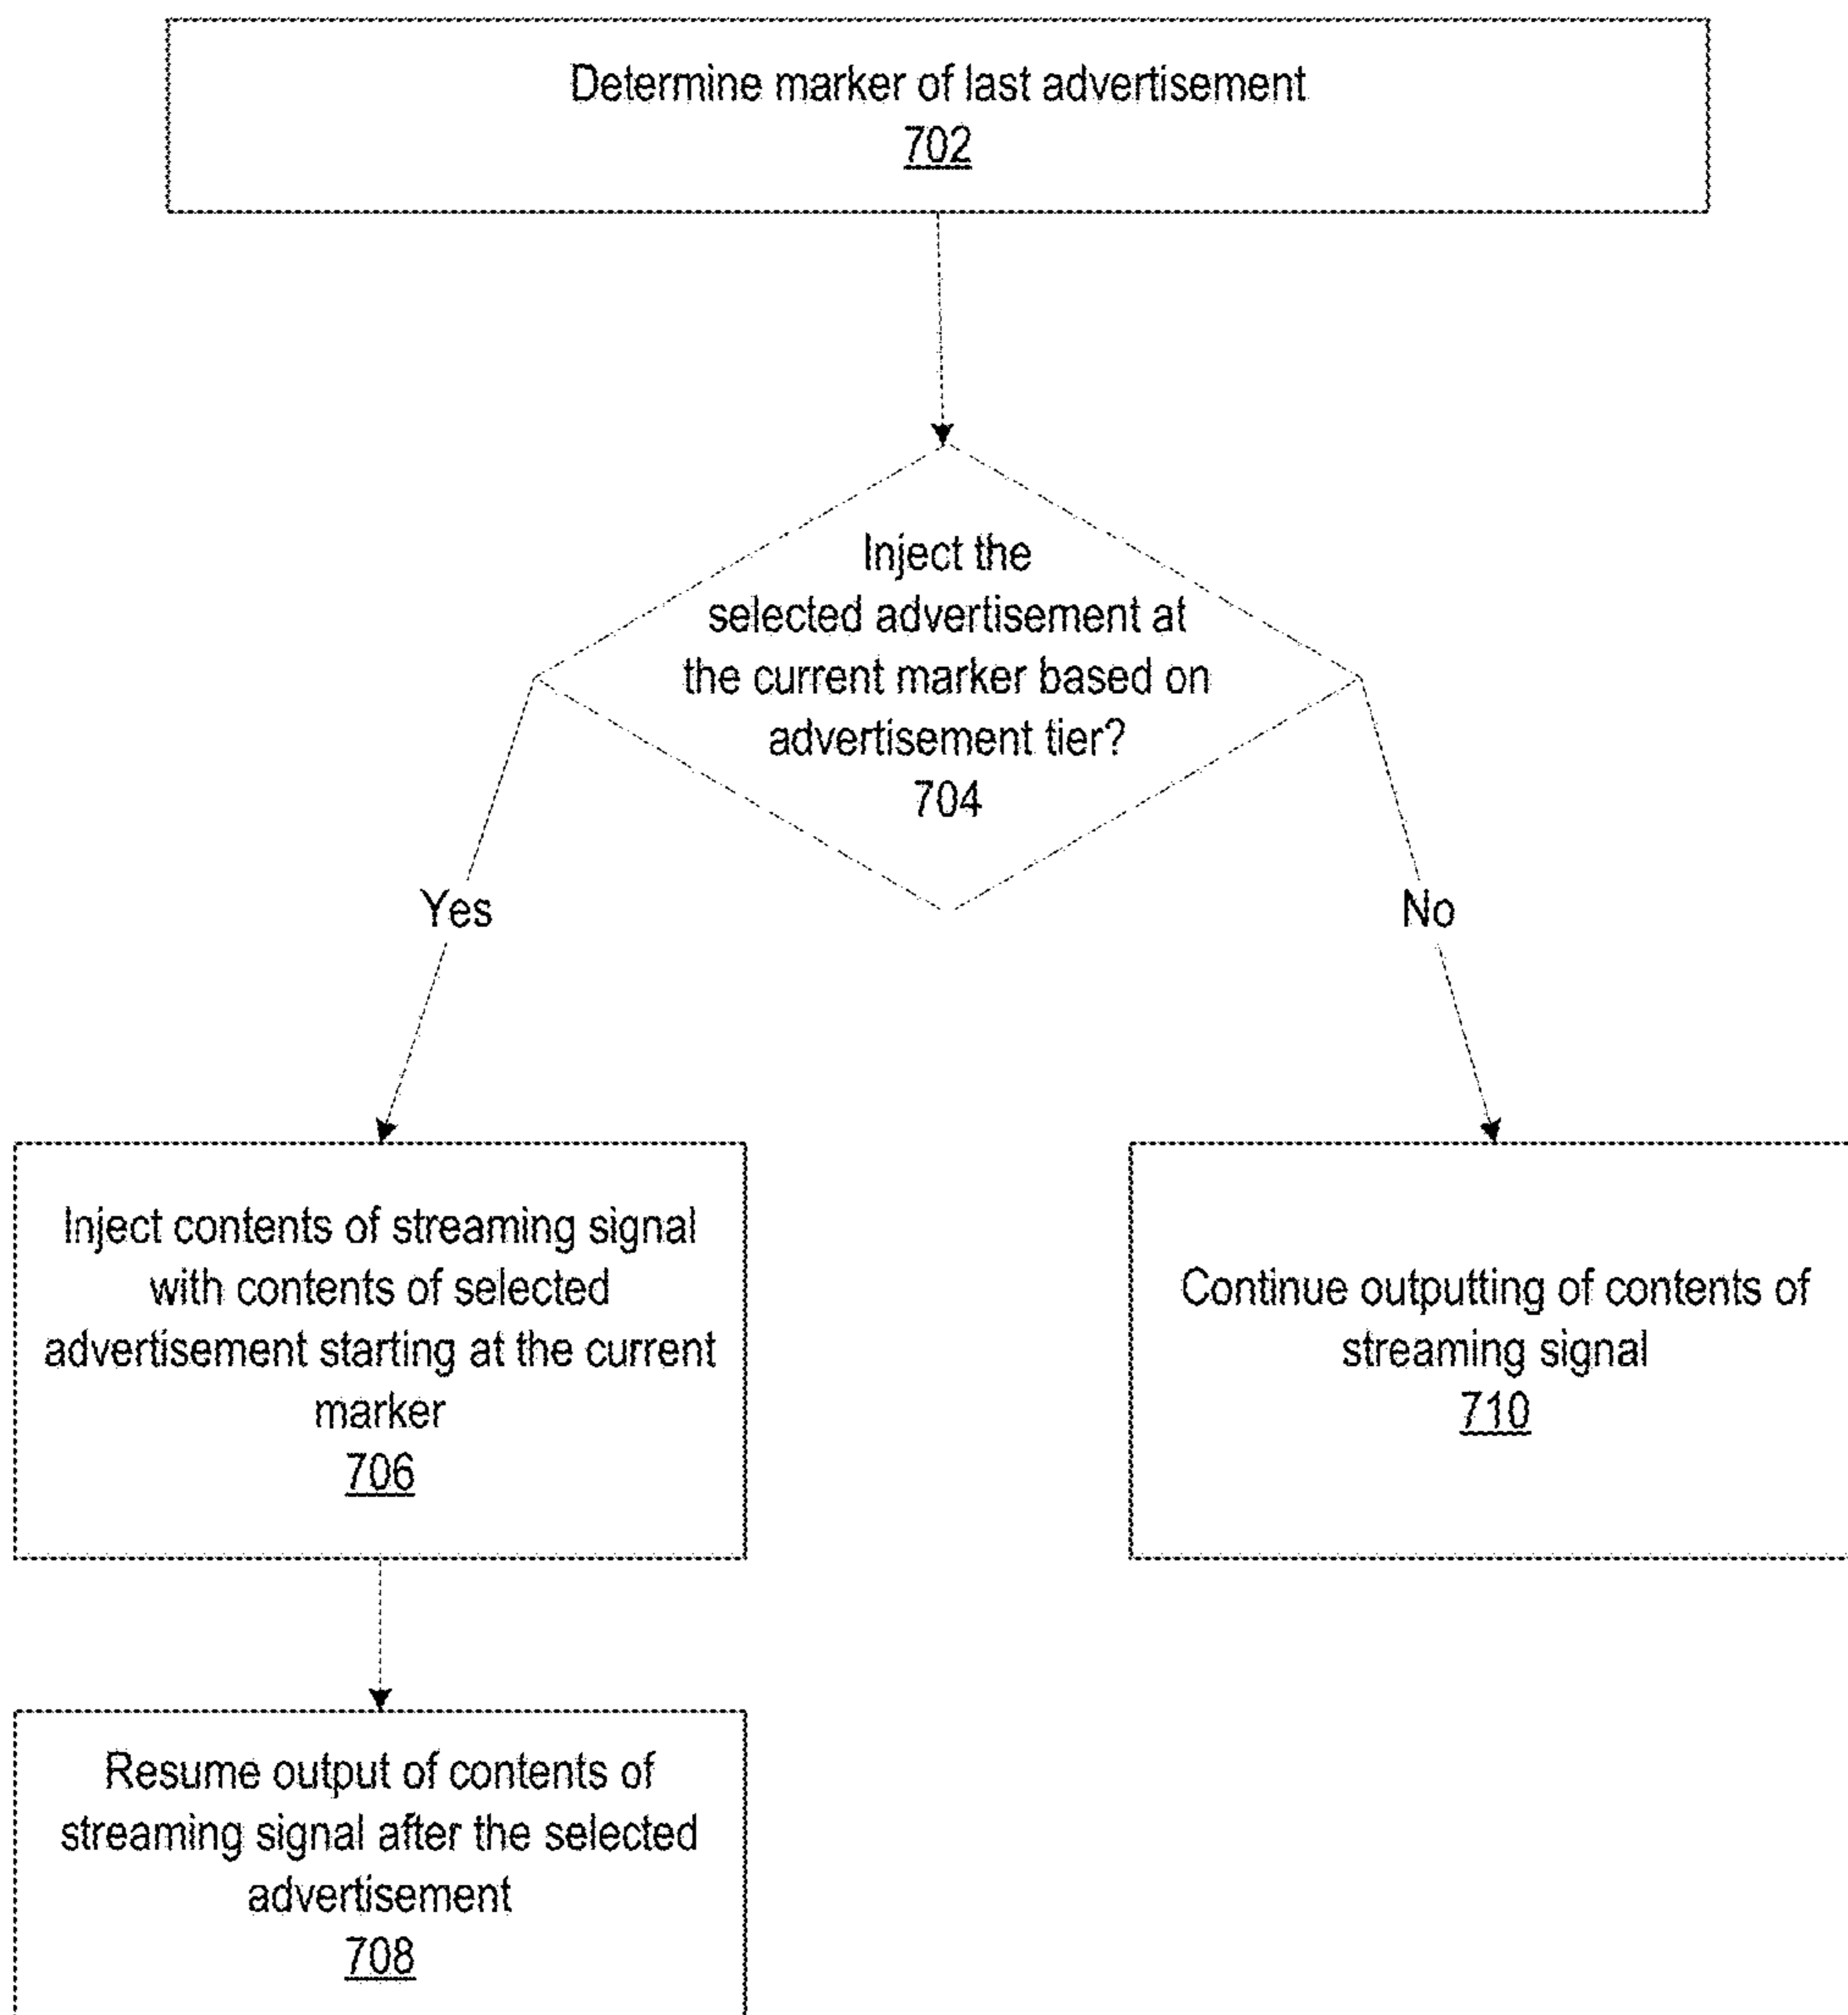 Determine marker of last advertisement
702
Inject the
selected advertisement at
the current marker based on
advertisement tier?
704
Yes
No
Inject contents of streaming signal
with contents of selected
advertisement starting at the current
marker
706
Continue outputting of contents of
streaming signal
710
Resume output of contents of
streaming signal after the selected
advertisement
708